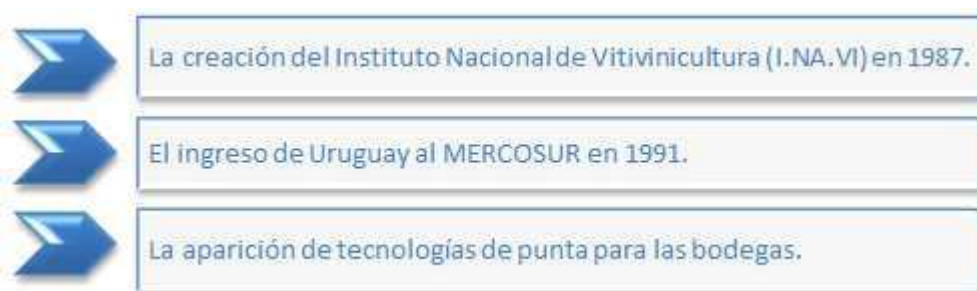 La creación del Instituto Nacional de Vitivinicultura (I.NA.VI) en 1987.
El ingreso de Uruguay al MERCOSUR en 1991.
La aparición de tecnologías de punta para las bodegas.